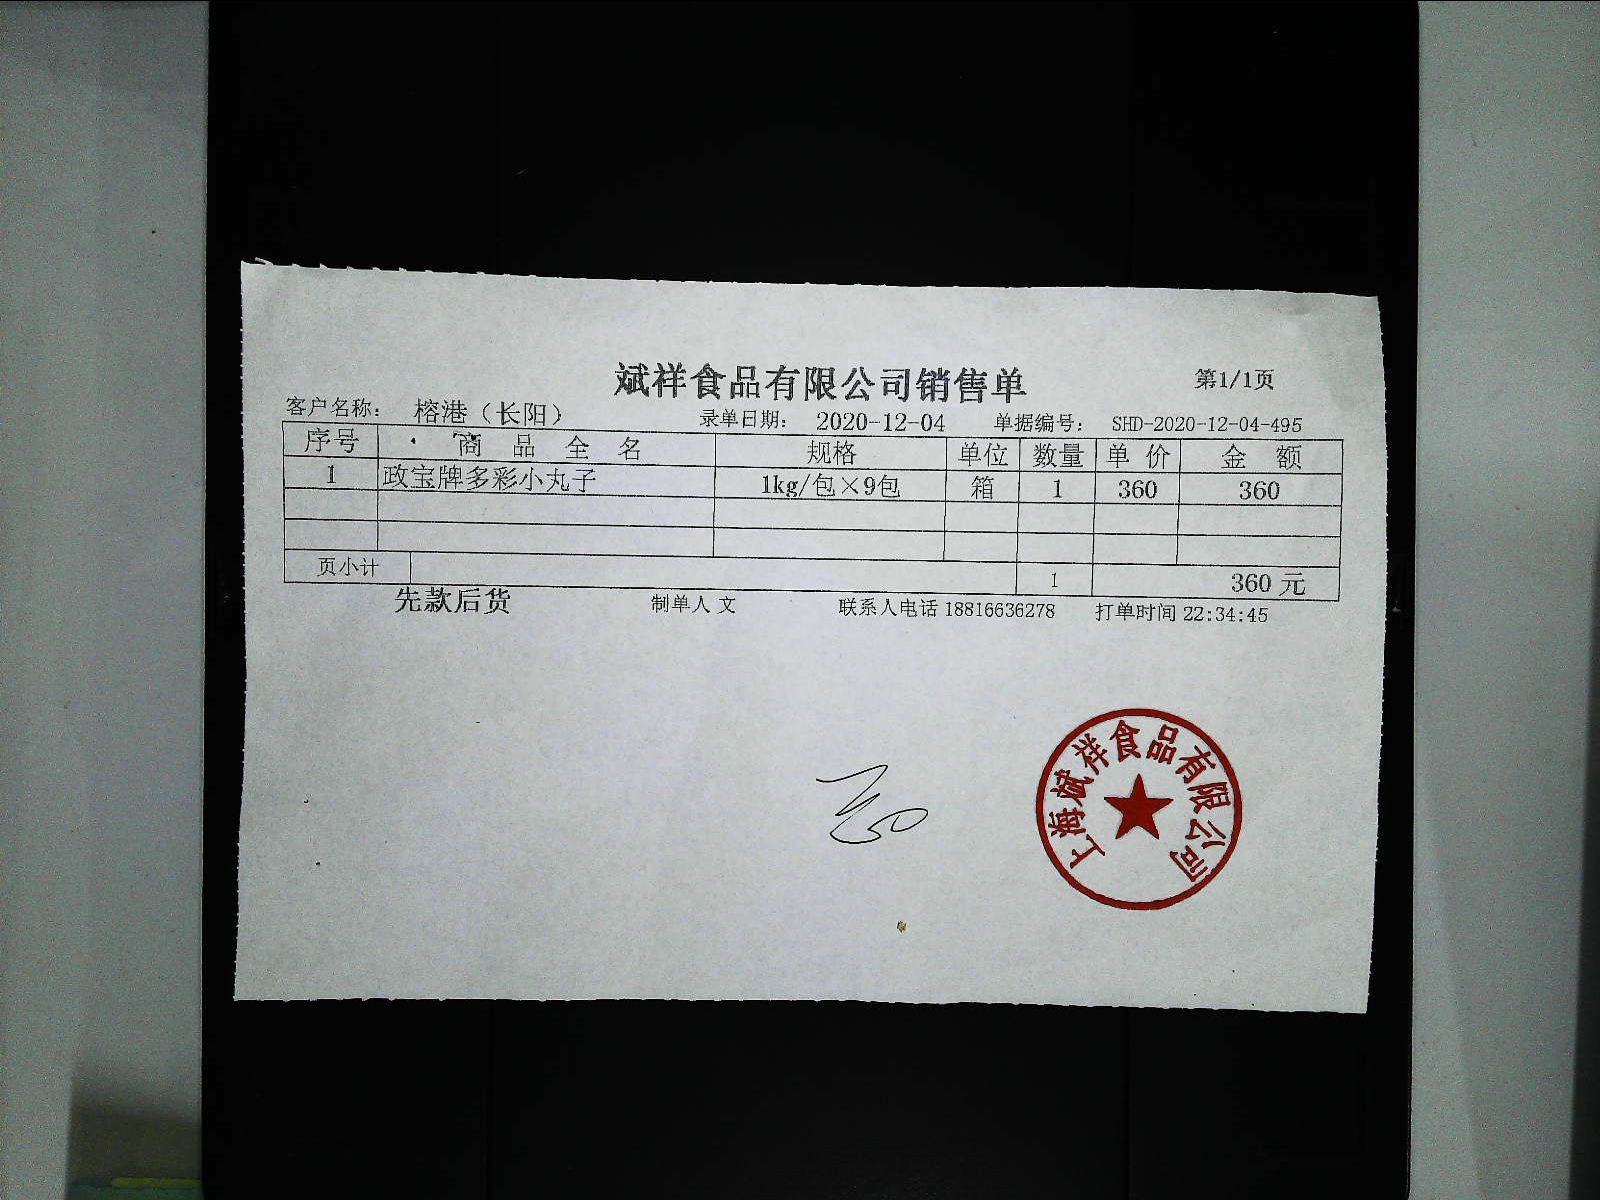 斌祥食品有限公司销售单 第1/1页
客户名称： 榕港（长阳） 录单日期： 2020-12-04 单据编号： SHD-2020-12-04-495
序号 商品全名 规格 单位 数量 单价 金额
1 政宝牌多彩小丸子 1kg/包×9包 箱 1 360 360
页小计 1 360元
先款后货 制单人 文 联系人电话 18816636278 打单时间 22:34:45
上海斌祥食品有限公司